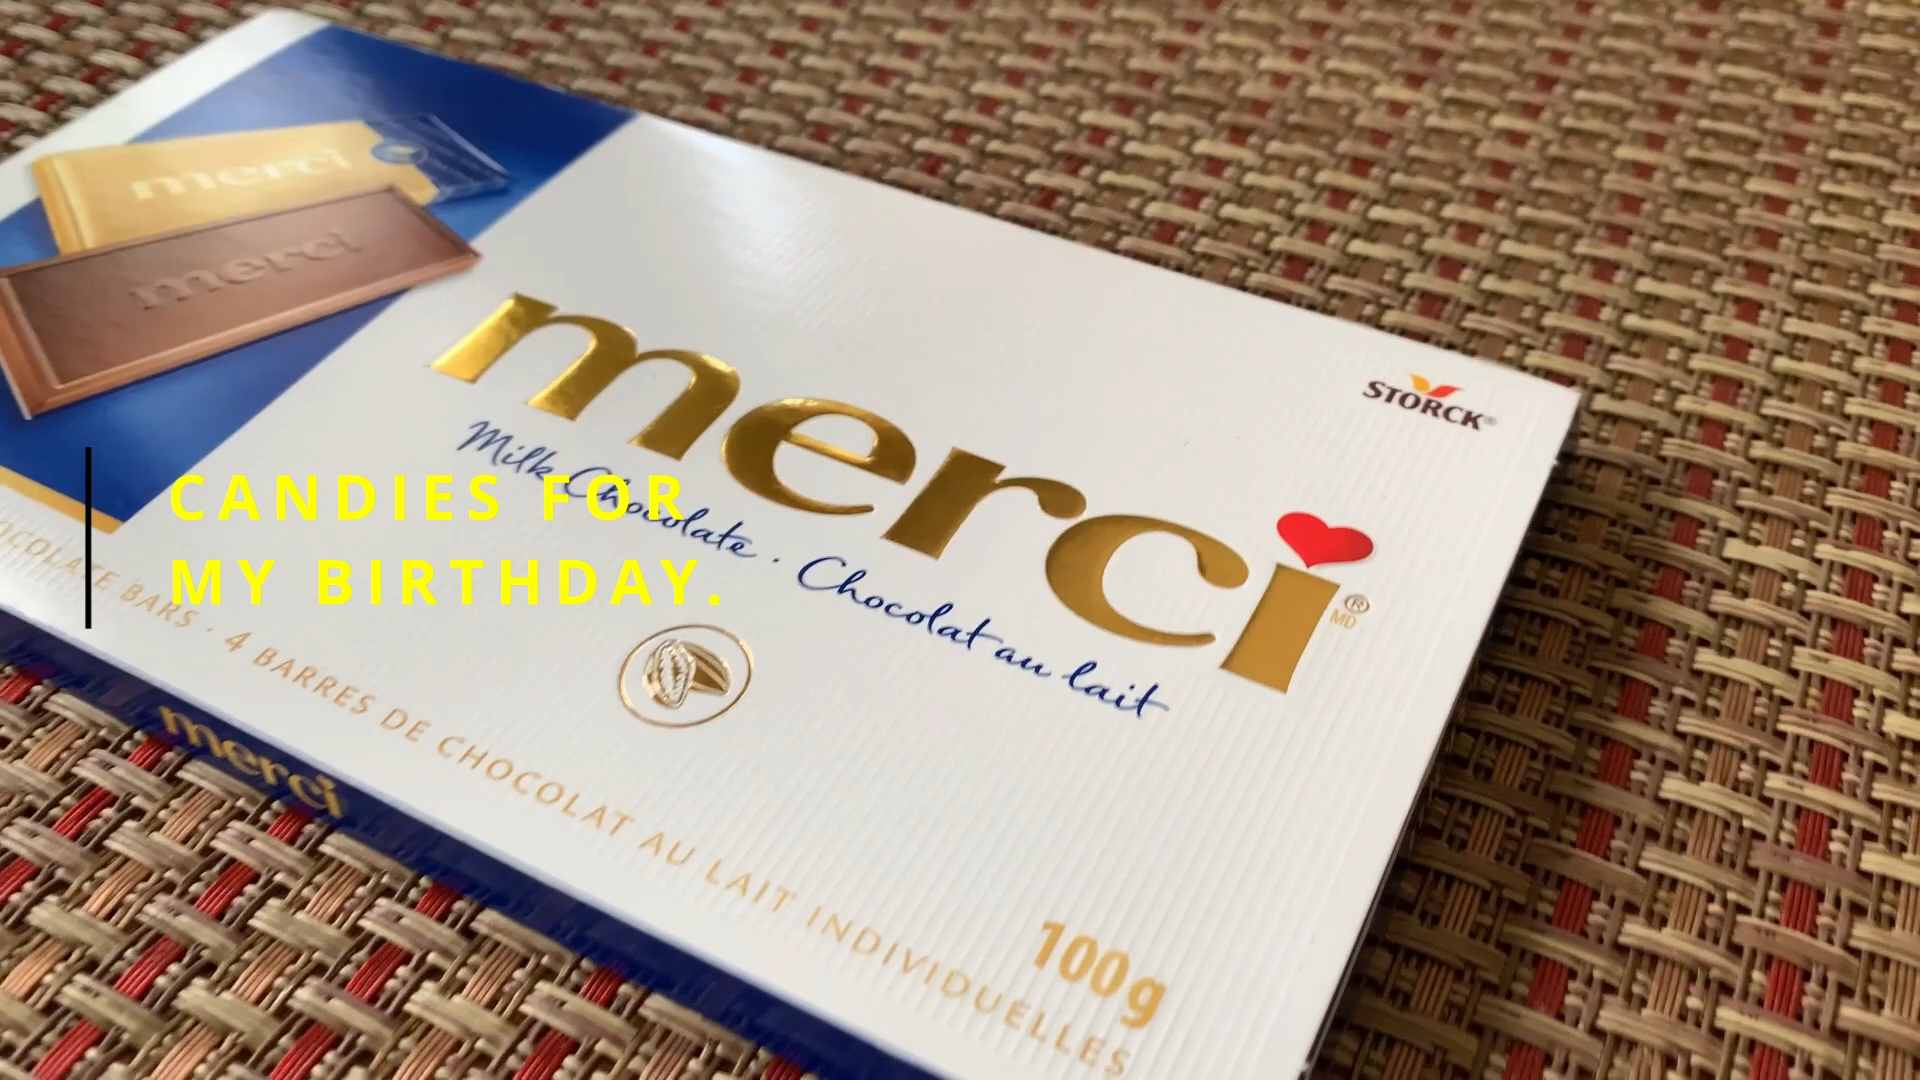 merci
merci
merci
STORCK®
Milk Chocolate · Chocolat au lait
® MD
CANDIES FOR
MY BIRTHDAY.
BARS · 4 BARRES DE CHOCOLAT AU LAIT INDIVIDUELLES
100g
merci